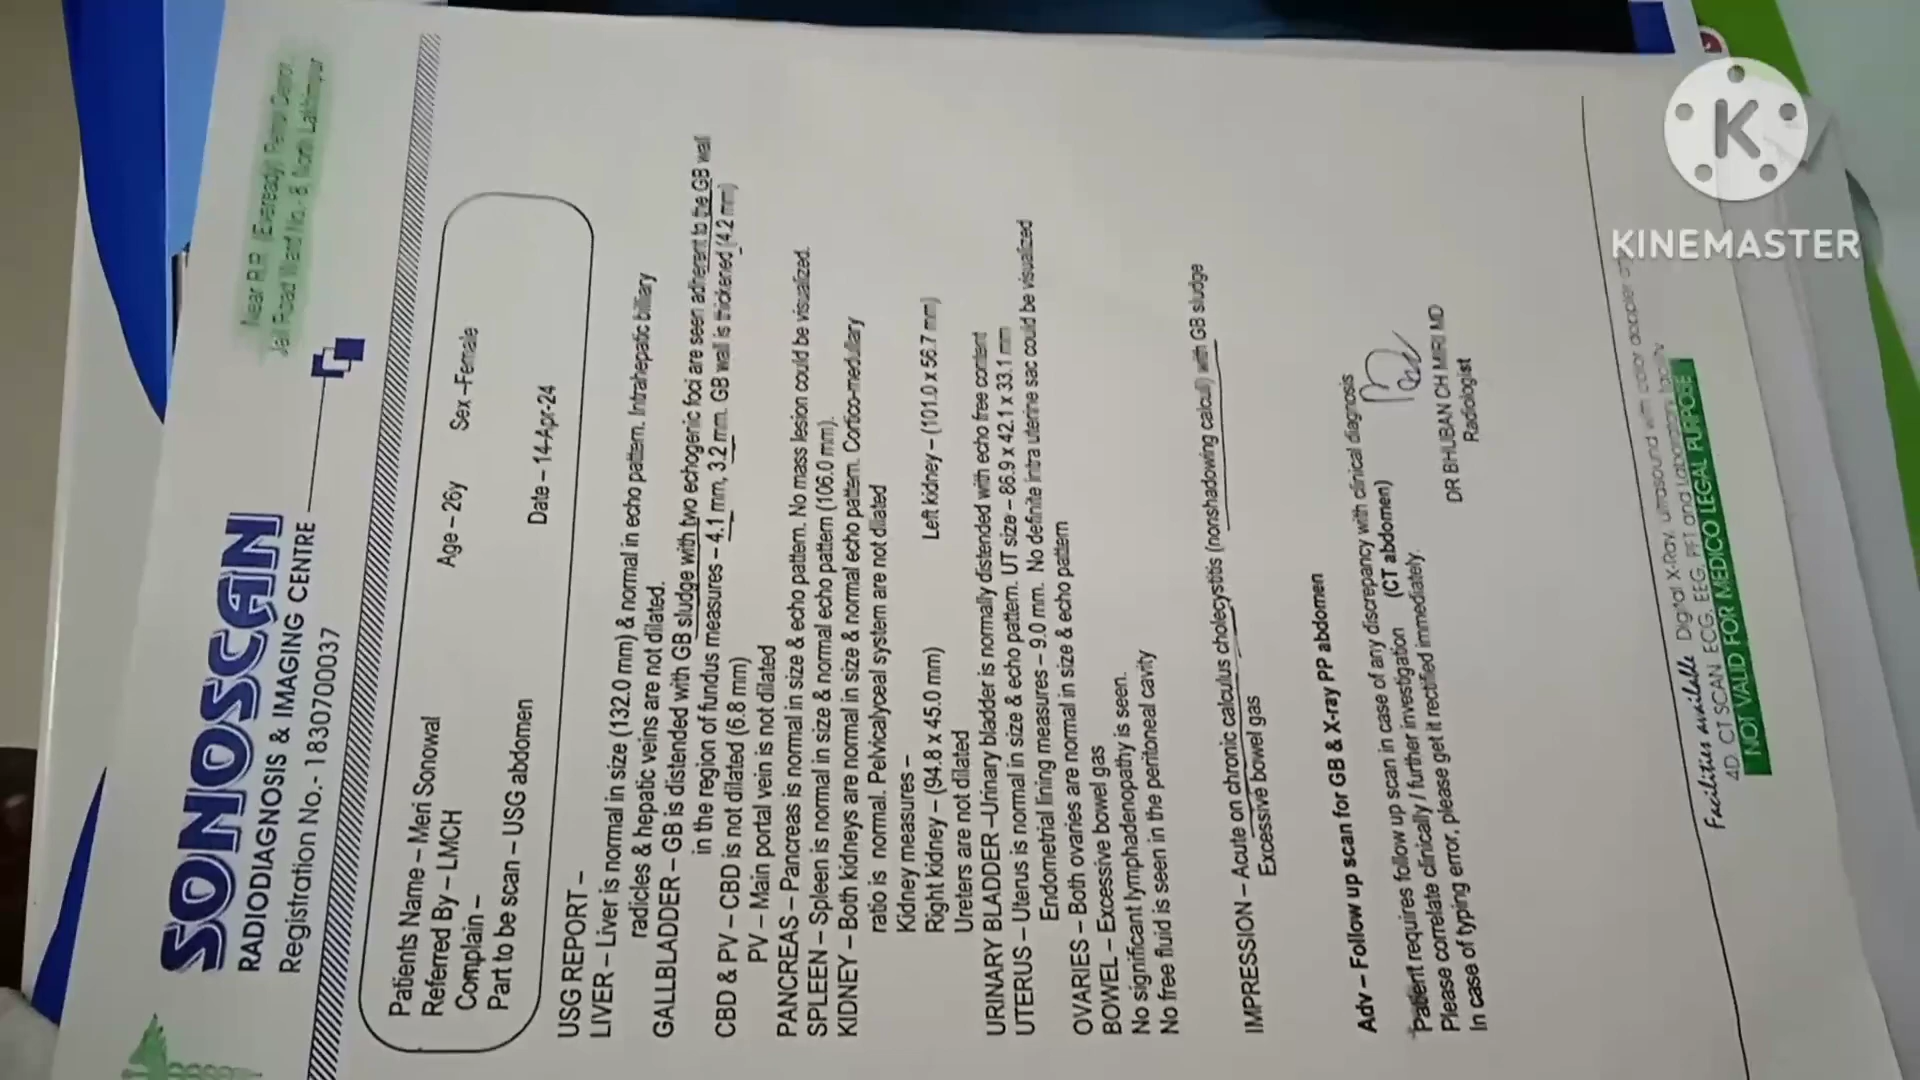 Near R.P. (Eveready) Petrol Depot,
Jail Road Ward No.- 8, North Lakhimpur
SONOSCAN
RADIODIAGNOSIS & IMAGING CENTRE
Registration No.- 1830700037
Patients Name – Meri Sonowal Age – 26y Sex –Female
Referred By – LMCH
Complain –
Part to be scan – USG abdomen Date – 14-Apr-24
USG REPORT –
LIVER – Liver is normal in size (132.0 mm) & normal in echo pattern. Intrahepatic billiary
radicles & hepatic veins are not dilated.
GALLBLADDER – GB is distended with GB sludge with two echogenic foci are seen adherent to the GB wall
in the region of fundus measures – 4.1 mm, 3.2 mm. GB wall is thickened (4.2 mm)
CBD & PV – CBD is not dilated (6.8 mm)
PV – Main portal vein is not dilated
PANCREAS – Pancreas is normal in size & echo pattern. No mass lesion could be visualized.
SPLEEN – Spleen is normal in size & normal echo pattern (106.0 mm).
KIDNEY – Both kidneys are normal in size & normal echo pattern. Cortico-medullary
ratio is normal. Pelvicalyceal system are not dilated
Kidney measures –
Right kidney – (94.8 x 45.0 mm) Left kidney – (101.0 x 56.7 mm)
Ureters are not dilated
URINARY BLADDER –Urinary bladder is normally distended with echo free content
UTERUS – Uterus is normal in size & echo pattern. UT size – 86.9 x 42.1 x 33.1 mm
Endometrial lining measures – 9.0 mm. No definite intra uterine sac could be visualized
OVARIES – Both ovaries are normal in size & echo pattern
BOWEL – Excessive bowel gas
No significant lymphadenopathy is seen.
No free fluid is seen in the peritoneal cavity
IMPRESSION – Acute on chronic calculus cholecystitis (nonshadowing calculi) with GB sludge
Excessive bowel gas
Adv – Follow up scan for GB & X-ray PP abdomen
Patient requires follow up scan in case of any discrepancy with clinical diagnosis
Please correlate clinically / further investigation (CT abdomen)
In case of typing error, please get it rectified immediately.
DR BHUBAN CH MIRI MD
Radiologist
Facilities available Digital X-Ray, ultrasound with color doppler
4D, CT SCAN, ECG, EEG, PFT and Laboratory facility
NOT VALID FOR MEDICO LEGAL PURPOSE
K
KINEMASTER